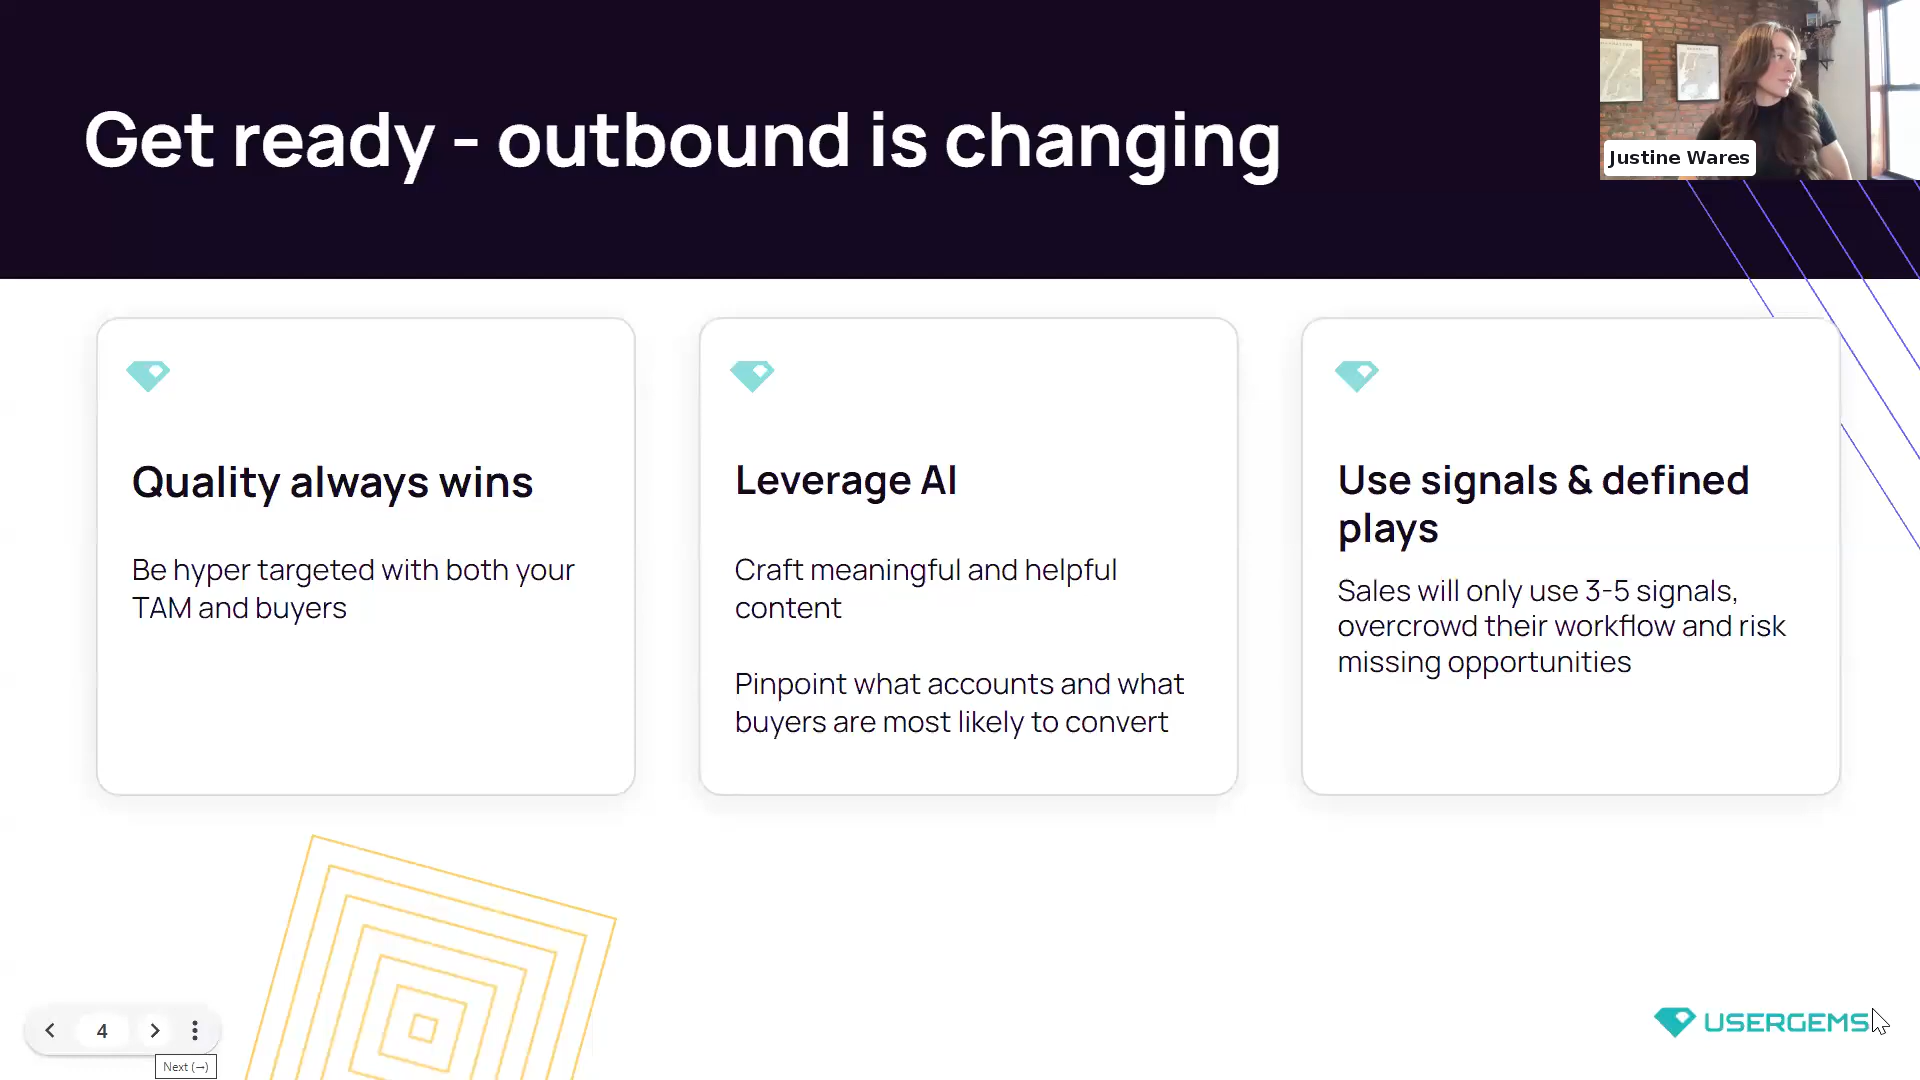 Get ready - outbound is changing
Justine Wares
Quality always wins
Be hyper targeted with both your
TAM and buyers
Leverage AI
Craft meaningful and helpful
content
Pinpoint what accounts and what
buyers are most likely to convert
Use signals & defined
plays
Sales will only use 3-5 signals,
overcrowd their workflow and risk
missing opportunities
4
Next (→)
USERGEMS